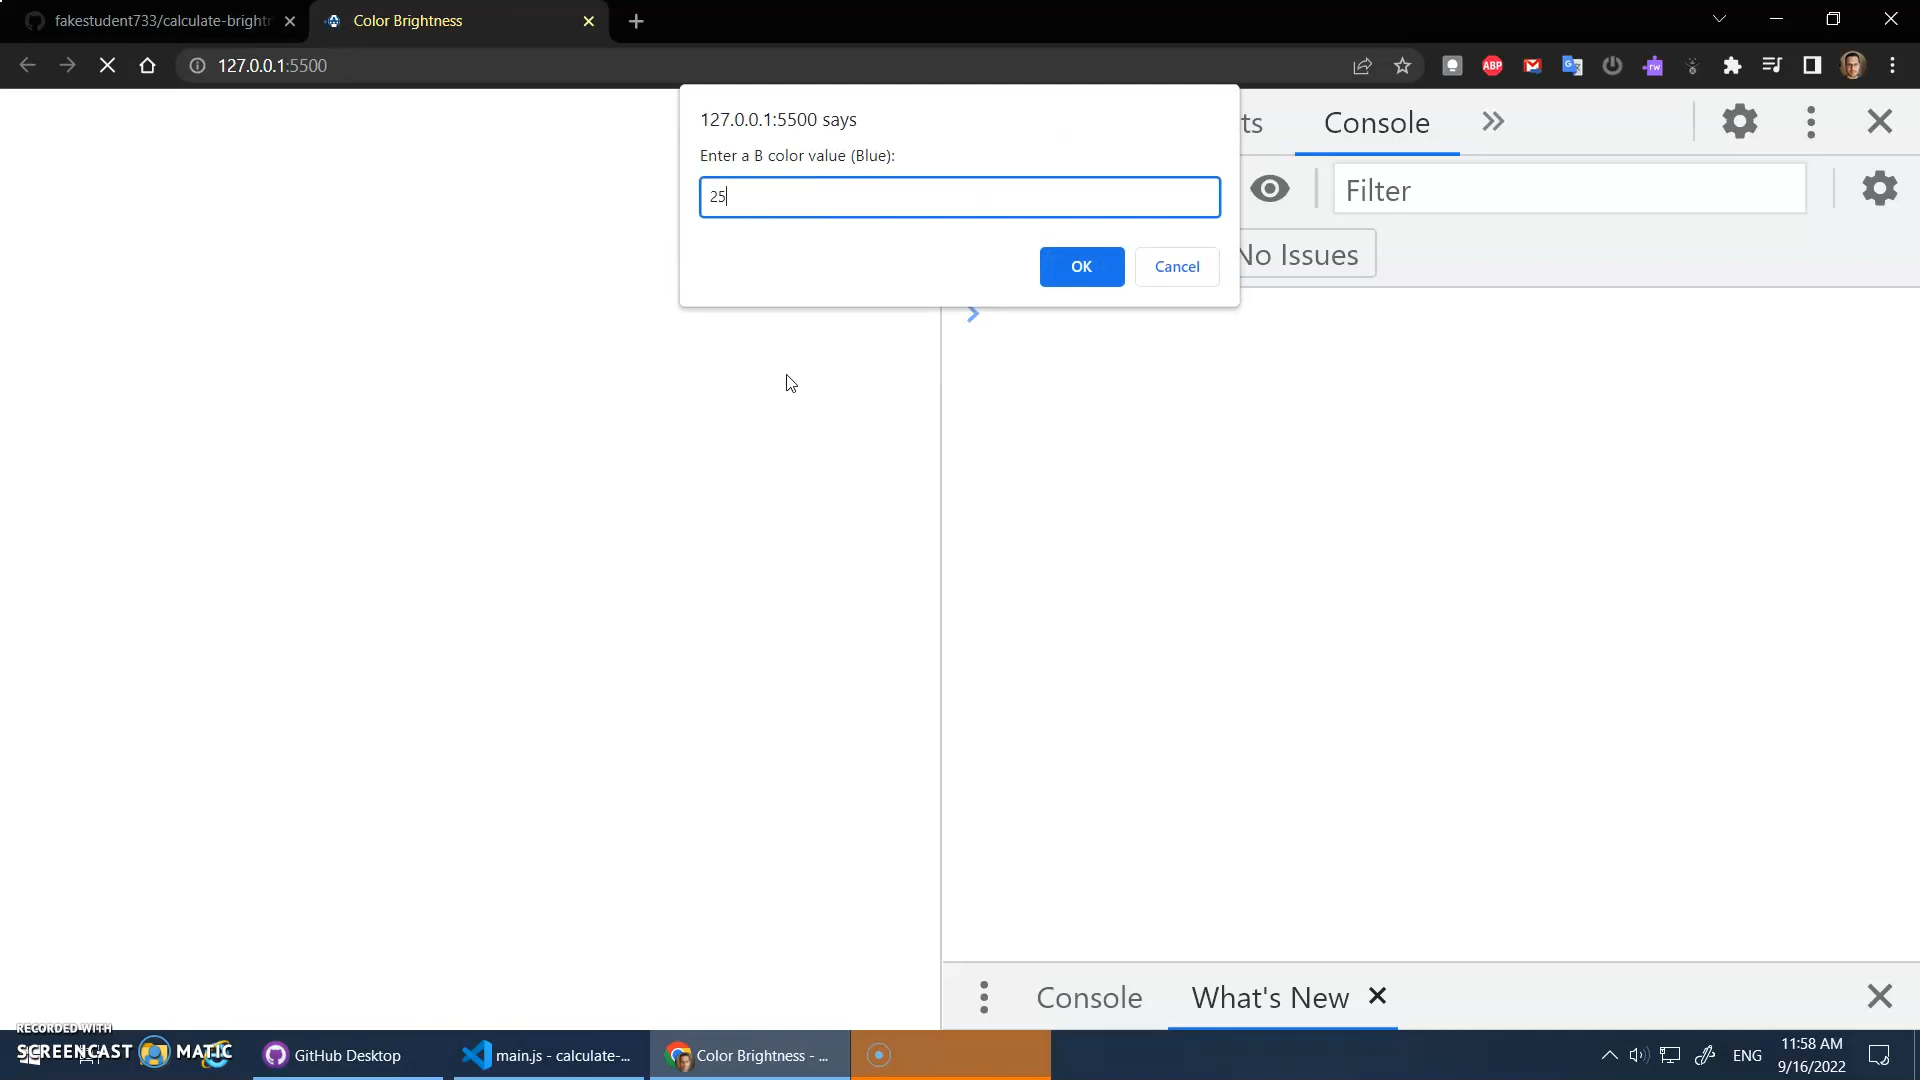 fakestudent733/calculate-brightn
Color Brightness
127.0.0.1:5500
ABP
rw
127.0.0.1:5500 says
Enter a B color value (Blue):
25
OK
Cancel
ts
Console
Filter
No Issues
Console
What's New
RECORDED WITH
SCREENCAST MATIC
GitHub Desktop
main.js - calculate-...
Color Brightness - ...
ENG
11:58 AM
9/16/2022